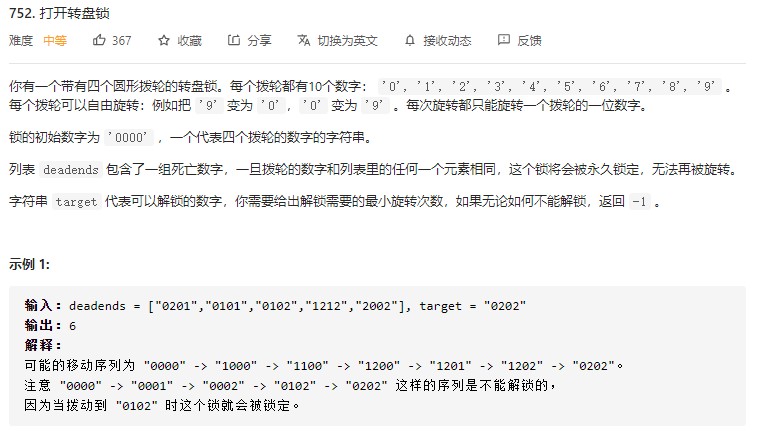 752. 打开转盘锁
难度 中等 367 收藏 分享 切换为英文 接收动态 反馈
你有一个带有四个圆形拨轮的转盘锁。每个拨轮都有10个数字： '0', '1', '2', '3', '4', '5', '6', '7', '8', '9' 。
每个拨轮可以自由旋转：例如把 '9' 变为 '0'，'0' 变为 '9' 。每次旋转都只能旋转一个拨轮的一位数字。
锁的初始数字为 '0000' ，一个代表四个拨轮的数字的字符串。
列表 deadends 包含了一组死亡数字，一旦拨轮的数字和列表里的任何一个元素相同，这个锁将会被永久锁定，无法再被旋转。
字符串 target 代表可以解锁的数字，你需要给出解锁需要的最小旋转次数，如果无论如何不能解锁，返回 -1 。
示例 1:
输入：deadends = ["0201","0101","0102","1212","2002"], target = "0202"
输出：6
解释：
可能的移动序列为 "0000" -> "1000" -> "1100" -> "1200" -> "1201" -> "1202" -> "0202"。
注意 "0000" -> "0001" -> "0002" -> "0102" -> "0202" 这样的序列是不能解锁的，
因为当拨动到 "0102" 时这个锁就会被锁定。